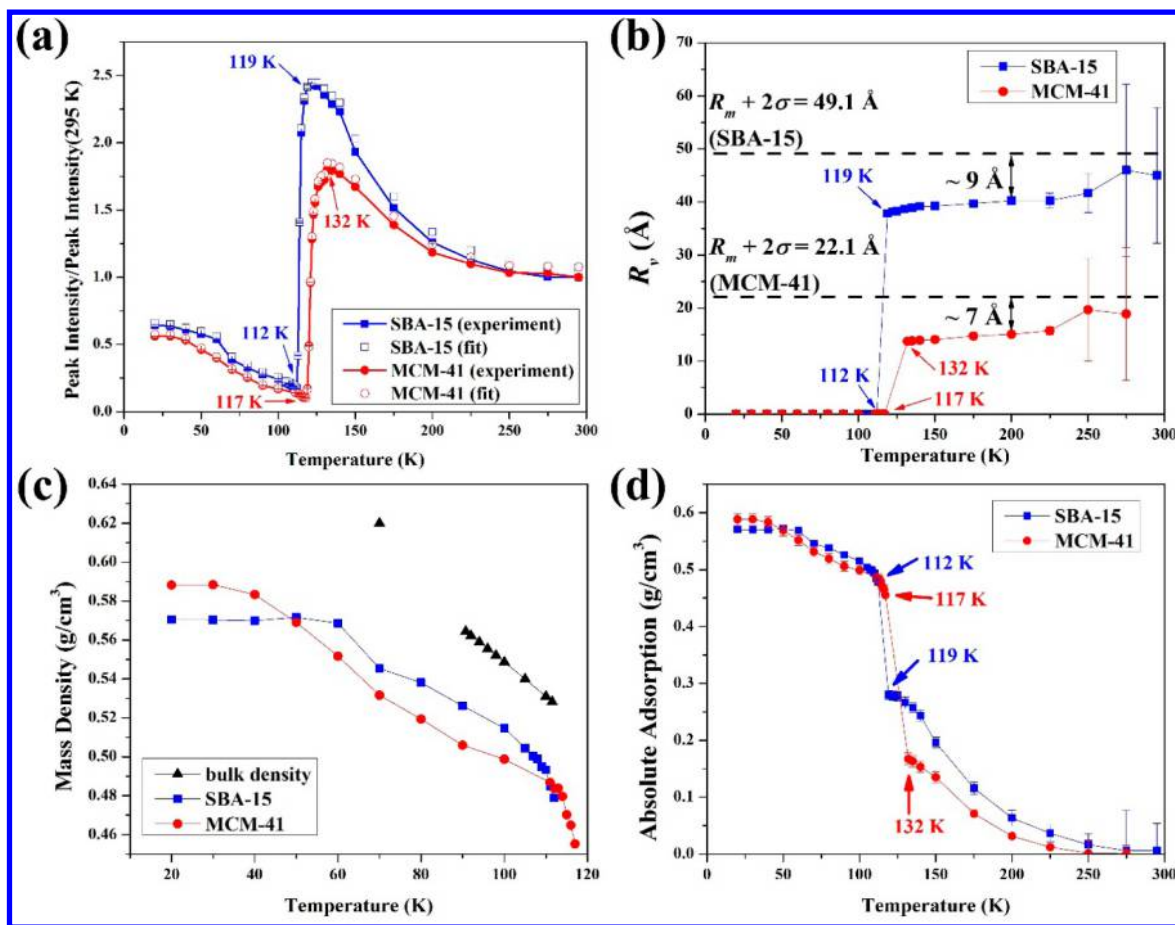 (a)
Peak Intensity/Peak Intensity(295 K)
2.5
2.0
1.5
1.0
0.5
0.0
119 K
132 K
112 K
117 K
SBA-15 (experiment)
SBA-15 (fit)
MCM-41 (experiment)
MCM-41 (fit)
0 50 100 150 200 250 300
Temperature (K)
(b)
Rv (Å)
70
60
50
40
30
20
10
0
SBA-15
MCM-41
Rm + 2σ = 49.1 Å
(SBA-15)
119 K
~ 9 Å
Rm + 2σ = 22.1 Å
(MCM-41)
~ 7 Å
112 K
132 K
117 K
0 50 100 150 200 250 300
Temperature (K)
(c)
Mass Density (g/cm3)
0.64
0.62
0.60
0.58
0.56
0.54
0.52
0.50
0.48
0.46
bulk density
SBA-15
MCM-41
20 40 60 80 100 120
Temperature (K)
(d)
Absolute Adsorption (g/cm3)
0.6
0.5
0.4
0.3
0.2
0.1
0.0
SBA-15
MCM-41
112 K
117 K
119 K
132 K
0 50 100 150 200 250 300
Temperature (K)